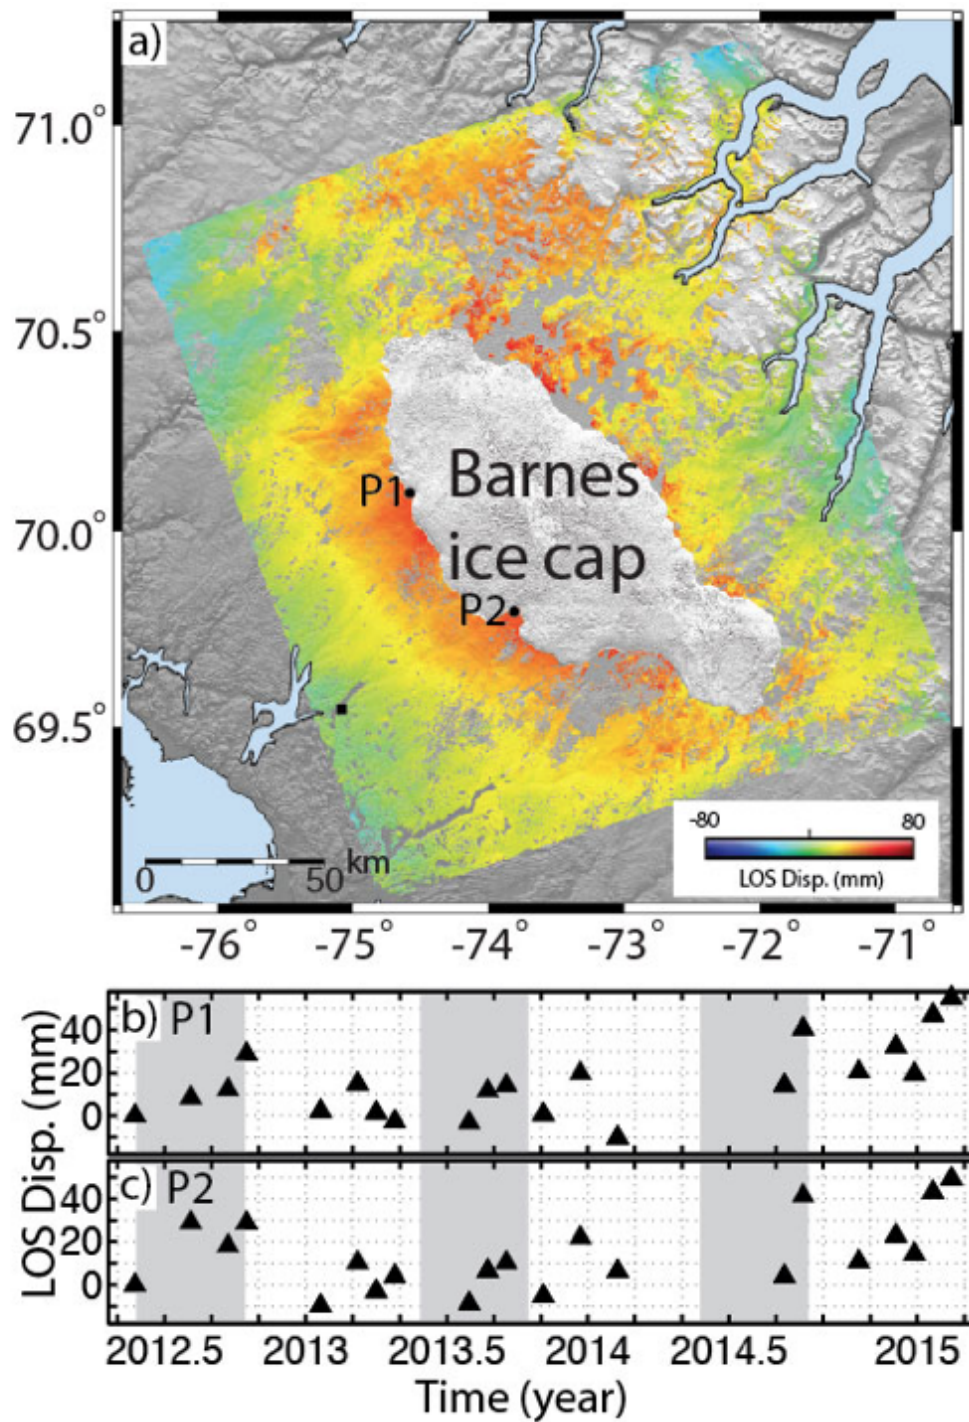 a)
71.0°
70.5°
70.0°
69.5°
P1
Barnes
ice cap
P2
-80 80
LOS Disp. (mm)
0 50 km
-76° -75° -74° -73° -72° -71°
b) P1
40
20
0
c) P2
40
20
0
LOS Disp. (mm)
2012.5 2013 2013.5 2014 2014.5 2015
Time (year)